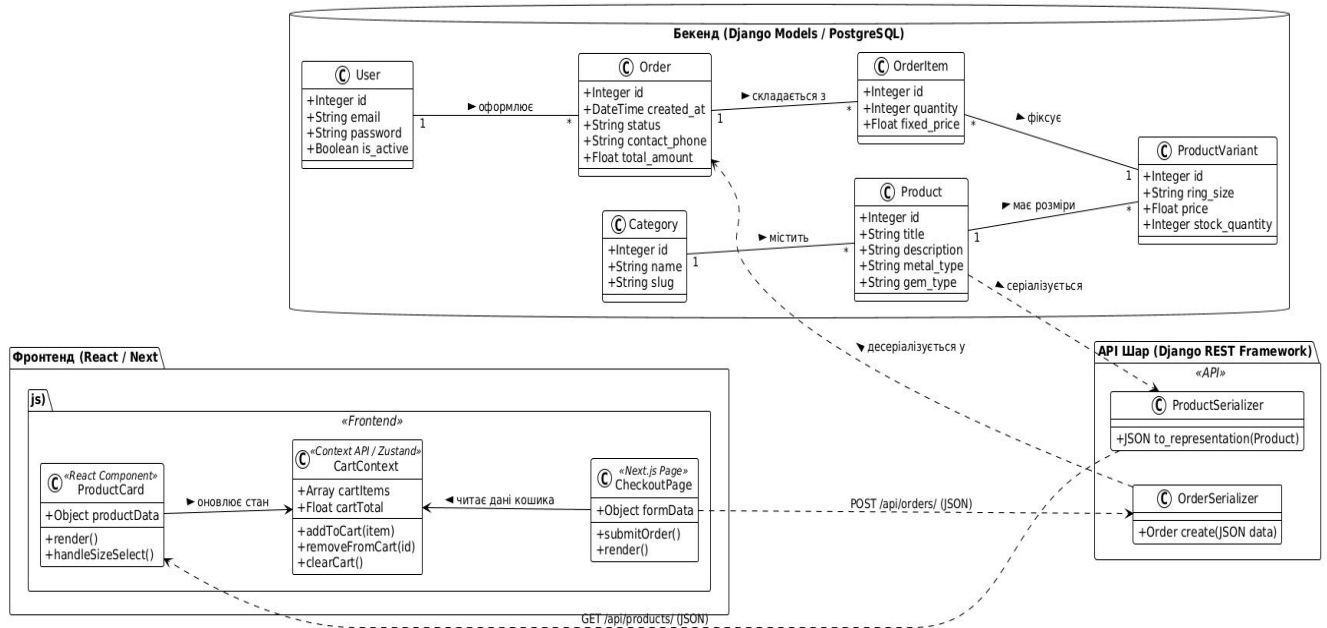 Бекенд (Django Models / PostgreSQL)
C User
+Integer id
+String email
+String password
+Boolean is_active
1
► оформлює
*
C Order
+Integer id
+DateTime created_at
+String status
+String contact_phone
+Float total_amount
1
► складається з
*
C OrderItem
+Integer id
+Integer quantity
+Float fixed_price
*
► фіксує
1
C ProductVariant
+Integer id
+String ring_size
+Float price
+Integer stock_quantity
C Category
+Integer id
+String name
+String slug
1
► містить
*
C Product
+Integer id
+String title
+String description
+String metal_type
+String gem_type
1
► має розміри
*
► серіалізується
◄ десеріалізується у
Фронтенд (React / Next
js)
«Frontend»
C «React Component»
ProductCard
+Object productData
+render()
+handleSizeSelect()
► оновлює стан
C «Context API / Zustand»
CartContext
+Array cartItems
+Float cartTotal
+addToCart(item)
+removeFromCart(id)
+clearCart()
◄ читає дані кошика
C «Next.js Page»
CheckoutPage
+Object formData
+submitOrder()
+render()
POST /api/orders/ (JSON)
GET /api/products/ (JSON)
АРІ Шар (Django REST Framework)
«API»
C ProductSerializer
+JSON to_representation(Product)
C OrderSerializer
+Order create(JSON data)